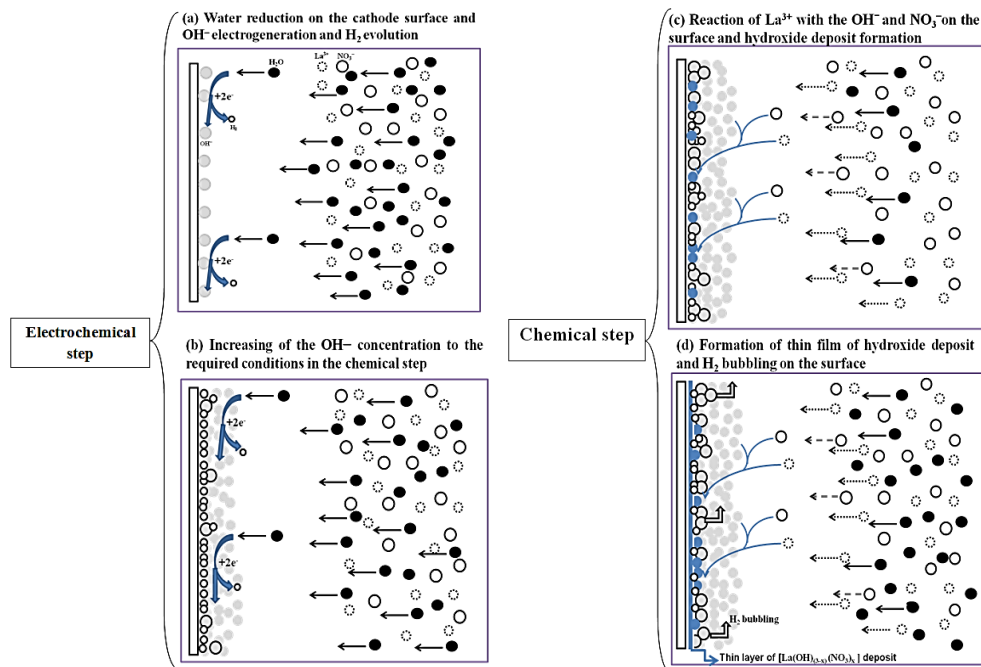 (a) Water reduction on the cathode surface and
OH⁻ electrogeneration and H₂ evolution
H₂O
La³⁺
NO₃⁻
+2e⁻
H₂
OH⁻
+2e⁻
Electrochemical
step
(b) Increasing of the OH− concentration to the
required conditions in the chemical step
+2e⁻
+2e⁻
(c) Reaction of La³⁺ with the OH⁻ and NO₃⁻on the
surface and hydroxide deposit formation
Chemical step
(d) Formation of thin film of hydroxide deposit
and H₂ bubbling on the surface
H₂ bubbling
Thin layer of [La(OH)₍₃₋ₓ₎(NO₃)ₓ] deposit